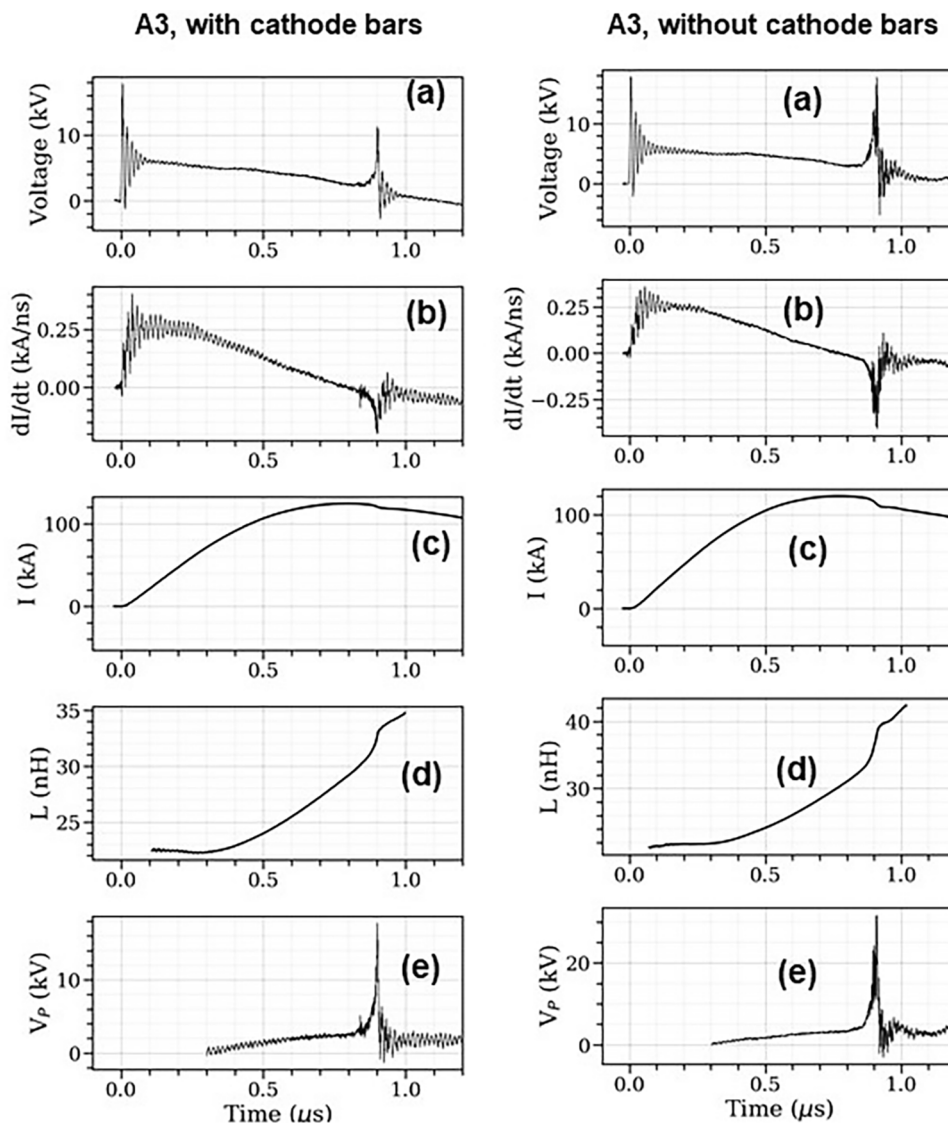 A3, with cathode bars
Voltage (kV)
10
0
(a)
0.0 0.5 1.0
dI/dt (kA/ns)
0.25
0.00
(b)
0.0 0.5 1.0
I (kA)
100
0
(c)
0.0 0.5 1.0
L (nH)
35
30
25
(d)
0.0 0.5 1.0
VP (kV)
10
0
(e)
0.0 0.5 1.0
Time (μs)
A3, without cathode bars
Voltage (kV)
10
0
(a)
0.0 0.5 1.0
dI/dt (kA/ns)
0.25
0.00
−0.25
(b)
0.0 0.5 1.0
I (kA)
100
0
(c)
0.0 0.5 1.0
L (nH)
40
30
(d)
0.0 0.5 1.0
VP (kV)
20
0
(e)
0.0 0.5 1.0
Time (μs)